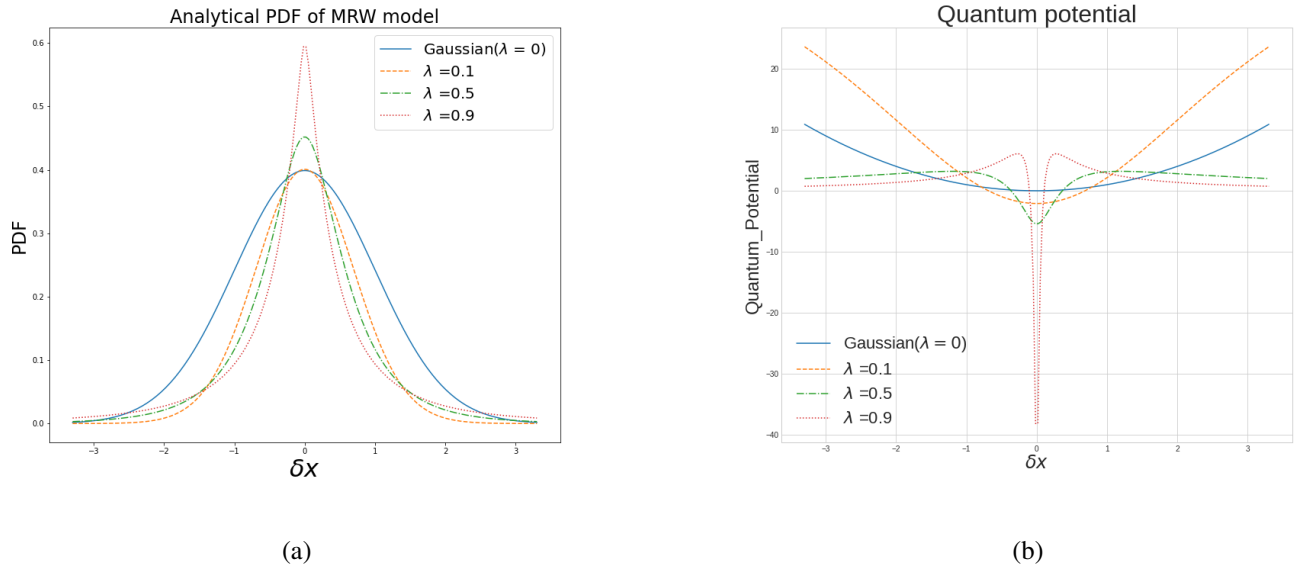 Analytical PDF of MRW model
0.6
0.5
0.4
0.3
0.2
0.1
0.0
PDF
Gaussian(λ = 0)
λ =0.1
λ =0.5
λ =0.9
−3 −2 −1 0 1 2 3
δx
(a)
Quantum potential
20
10
0
−10
−20
−30
−40
Quantum_Potential
Gaussian(λ = 0)
λ =0.1
λ =0.5
λ =0.9
−3 −2 −1 0 1 2 3
δx
(b)